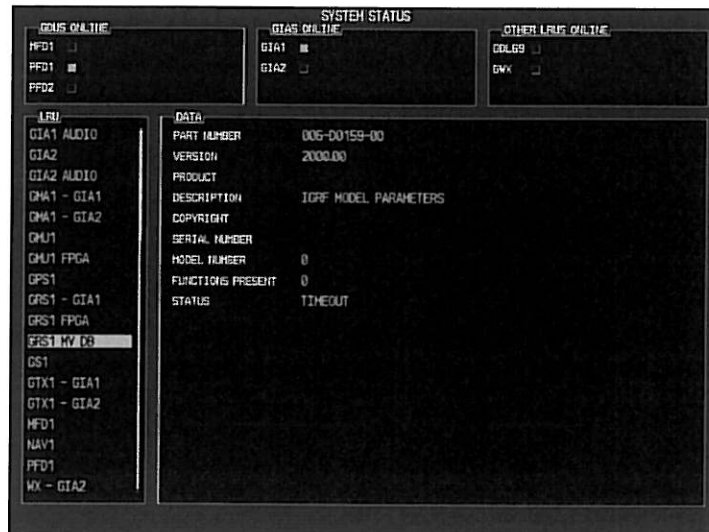 SYSTEM STATUS
GDUS ONLINE
MFD1
PFD1
PFD2
GIAS ONLINE
GIA1
GIA2
OTHER LRUS ONLINE
GDL69
GWX
LRU
GIA1 AUDIO
GIA2
GIA2 AUDIO
GMA1 - GIA1
GMA1 - GIA2
GMU1
GMU1 FPGA
GPS1
GRS1 - GIA1
GRS1 FPGA
GRS1 MV DB
GS1
GTX1 - GIA1
GTX1 - GIA2
MFD1
NAV1
PFD1
WX - GIA2
DATA
PART NUMBER 006-D0159-00
VERSION 2000.00
PRODUCT
DESCRIPTION IGRF MODEL PARAMETERS
COPYRIGHT
SERIAL NUMBER
MODEL NUMBER 0
FUNCTIONS PRESENT 0
STATUS TIMEOUT